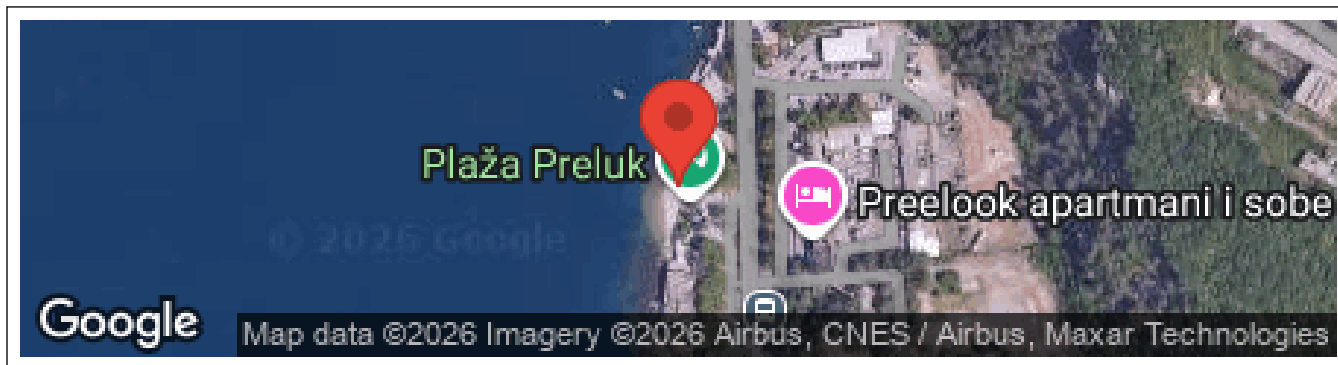 Plaža Preluk
Preelook apartmani i sobe
© 2026 Google
Google
Map data ©2026 Imagery ©2026 Airbus, CNES / Airbus, Maxar Technologies